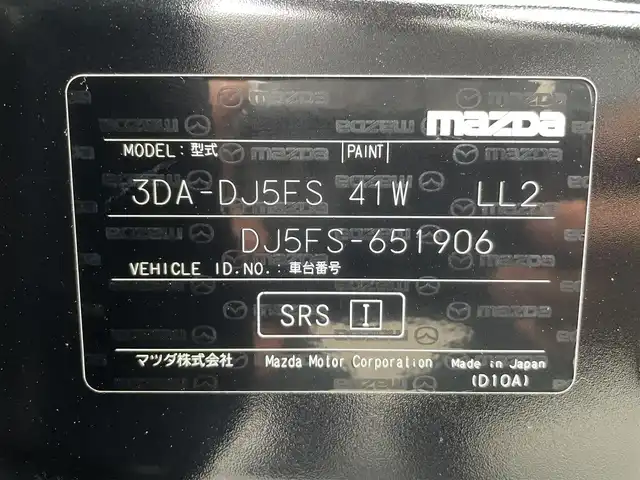 mazda
MODEL: 型式 PAINT
3DA-DJ5FS 41W LL2
DJ5FS-651906
VEHICLE ID.NO.: 車台番号
SRS I
マツダ株式会社 Mazda Motor Corporation Made in Japan
(D10A)